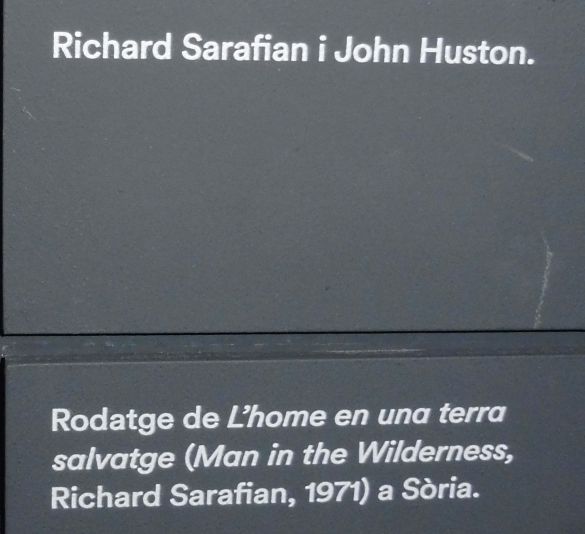 Richard Sarafian i John Huston.
Rodatge de L’home en una terra
salvatge (Man in the Wilderness,
Richard Sarafian, 1971) a Sòria.